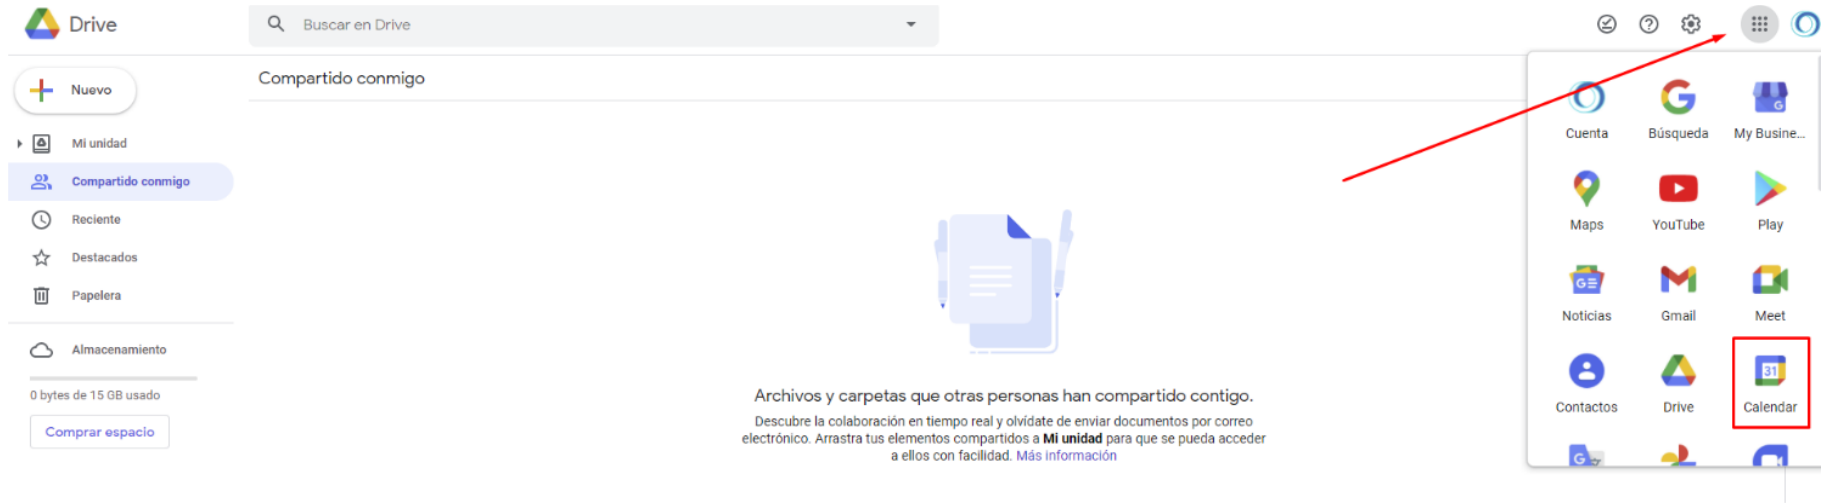 Drive
Buscar en Drive
Nuevo
Compartido conmigo
Mi unidad
Compartido conmigo
Reciente
Destacados
Papelera
Almacenamiento
0 bytes de 15 GB usado
Comprar espacio
Archivos y carpetas que otras personas han compartido contigo.
Descubre la colaboración en tiempo real y olvídate de enviar documentos por correo
electrónico. Arrastra tus elementos compartidos a Mi unidad para que se pueda acceder
a ellos con facilidad. Más información
Cuenta Búsqueda My Busine...
Maps YouTube Play
Noticias Gmail Meet
31
Contactos Drive Calendar